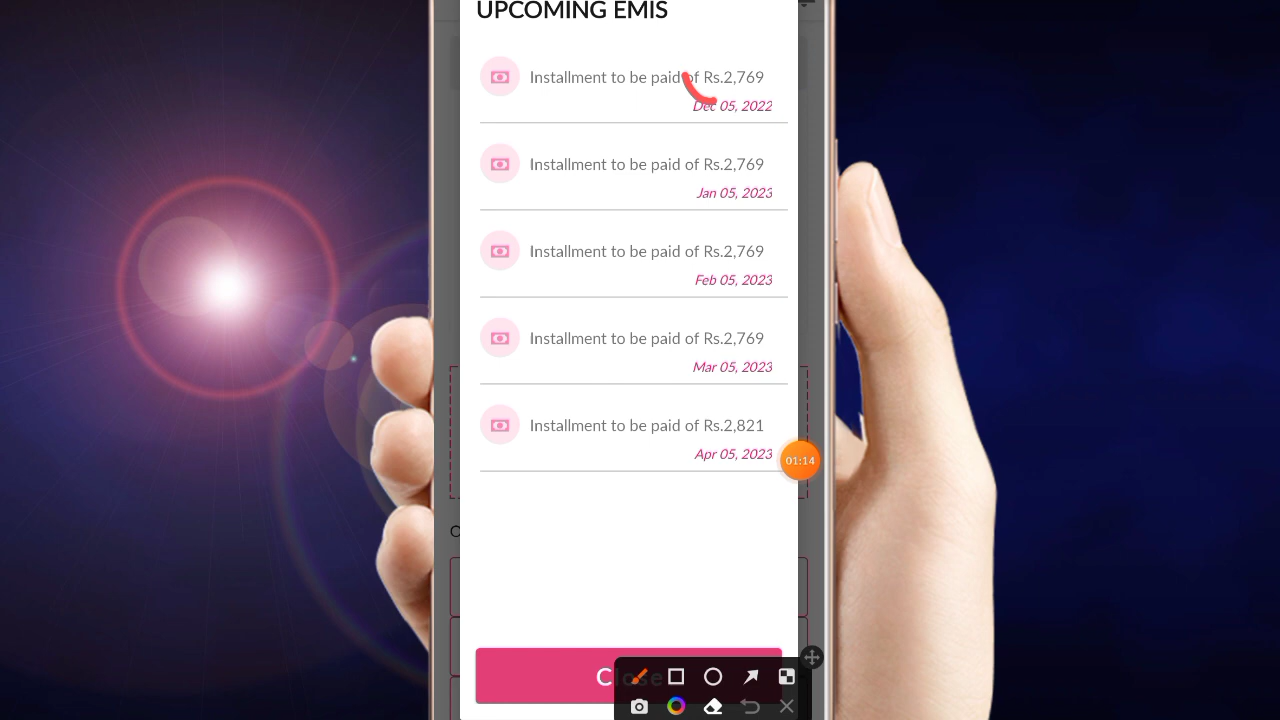 UPCOMING EMIS
Installment to be paid of Rs.2,769
Dec 05, 2022
Installment to be paid of Rs.2,769
Jan 05, 2023
Installment to be paid of Rs.2,769
Feb 05, 2023
Installment to be paid of Rs.2,769
Mar 05, 2023
Installment to be paid of Rs.2,821
Apr 05, 2023
01:14
Close